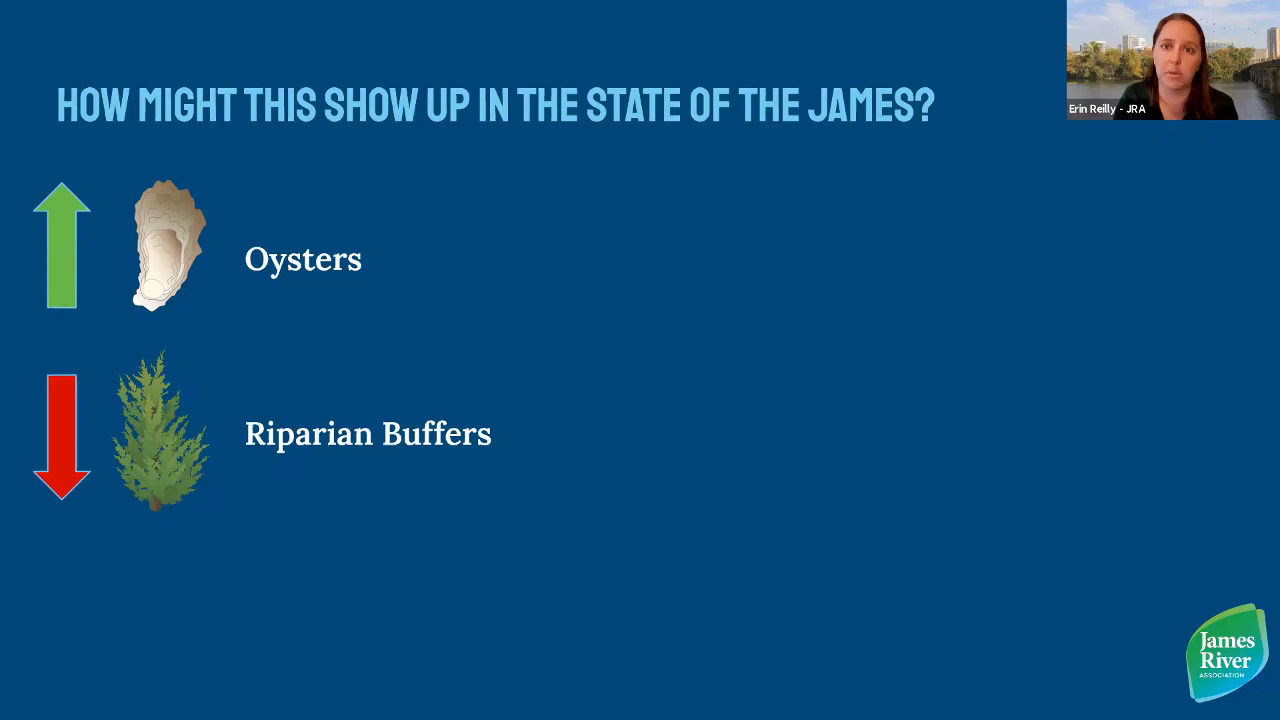 HOW MIGHT THIS SHOW UP IN THE STATE OF THE JAMES?
Erin Reilly - JRA
Oysters
Riparian Buffers
James
River
ASSOCIATION